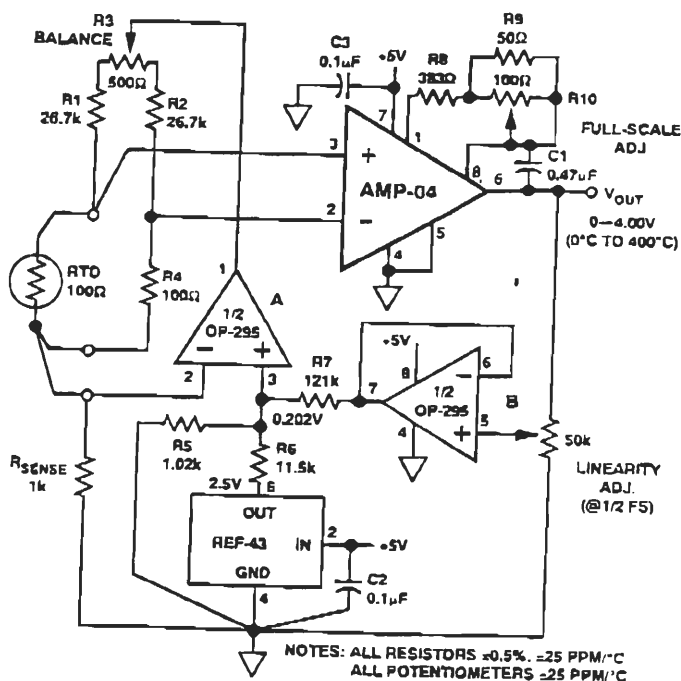 R3
BALANCE
500Ω
R1
26.7k
R2
26.7k
C3
0.1µF
+5V
R8
383Ω
R9
50Ω
100Ω
R10
FULL-SCALE
ADJ
7
1
3
+
AMP-04
2
−
8
6
C1
0.47µF
VOUT
0—4.00V
(0°C TO 400°C)
5
4
RTD
100Ω
R4
100Ω
1
A
1/2
OP-295
− +
2
3
R7
121k
7
+5V
8
6
−
1/2
OP-295
B
+
5
4
50k
LINEARITY
ADJ.
(@1/2 FS)
0.202V
R5
1.02k
R6
11.5k
RSENSE
1k
2.5V
6
OUT
REF-43
IN
GND
2
+5V
4
C2
0.1µF
NOTES: ALL RESISTORS ±0.5%. ±25 PPM/°C
ALL POTENTIOMETERS ±25 PPM/°C